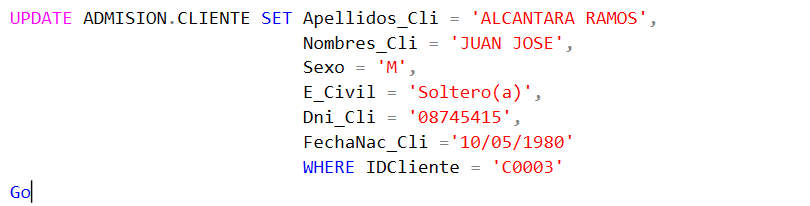 UPDATE ADMISION.CLIENTE SET Apellidos_Cli = 'ALCANTARA RAMOS',
Nombres_Cli = 'JUAN JOSE',
Sexo = 'M',
E_Civil = 'Soltero(a)',
Dni_Cli = '08745415',
FechaNac_Cli ='10/05/1980'
WHERE IDCliente = 'C0003'
Go